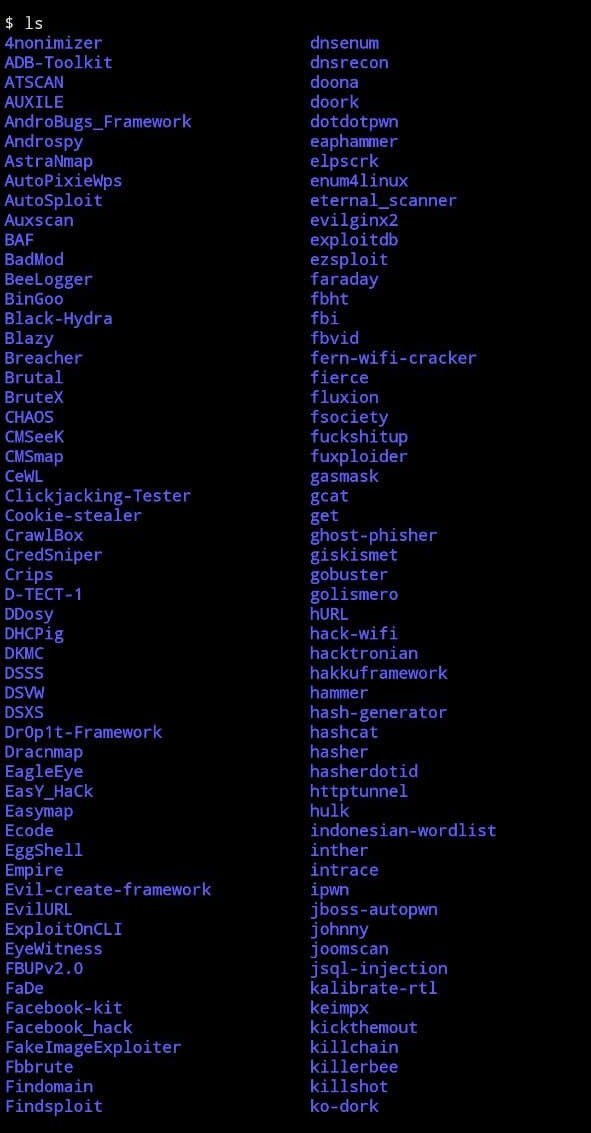 $ ls
4nonimizer dnsenum
ADB-Toolkit dnsrecon
ATSCAN doona
AUXILE doork
AndroBugs_Framework dotdotpwn
Androspy eaphammer
AstraNmap elpscrk
AutoPixieWps enum4linux
AutoSploit eternal_scanner
Auxscan evilginx2
BAF exploitdb
BadMod ezsploit
BeeLogger faraday
BinGoo fbht
Black-Hydra fbi
Blazy fbvid
Breacher fern-wifi-cracker
Brutal fierce
BruteX fluxion
CHAOS fsociety
CMSeeK fuckshitup
CMSmap fuxploider
CeWL gasmask
Clickjacking-Tester gcat
Cookie-stealer get
CrawlBox ghost-phisher
CredSniper giskismet
Crips gobuster
D-TECT-1 golismero
DDosy hURL
DHCPig hack-wifi
DKMC hacktronian
DSSS hakkuframework
DSVW hammer
DSXS hash-generator
Dr0p1t-Framework hashcat
Dracnmap hasher
EagleEye hasherdotid
EasY_HaCk httptunnel
Easymap hulk
Ecode indonesian-wordlist
EggShell inther
Empire intrace
Evil-create-framework ipwn
EvilURL jboss-autopwn
ExploitOnCLI johnny
EyeWitness joomscan
FBUPv2.0 jsql-injection
FaDe kalibrate-rtl
Facebook-kit keimpx
Facebook_hack kickthemout
FakeImageExploiter killchain
Fbbrute killerbee
Findomain killshot
Findsploit ko-dork